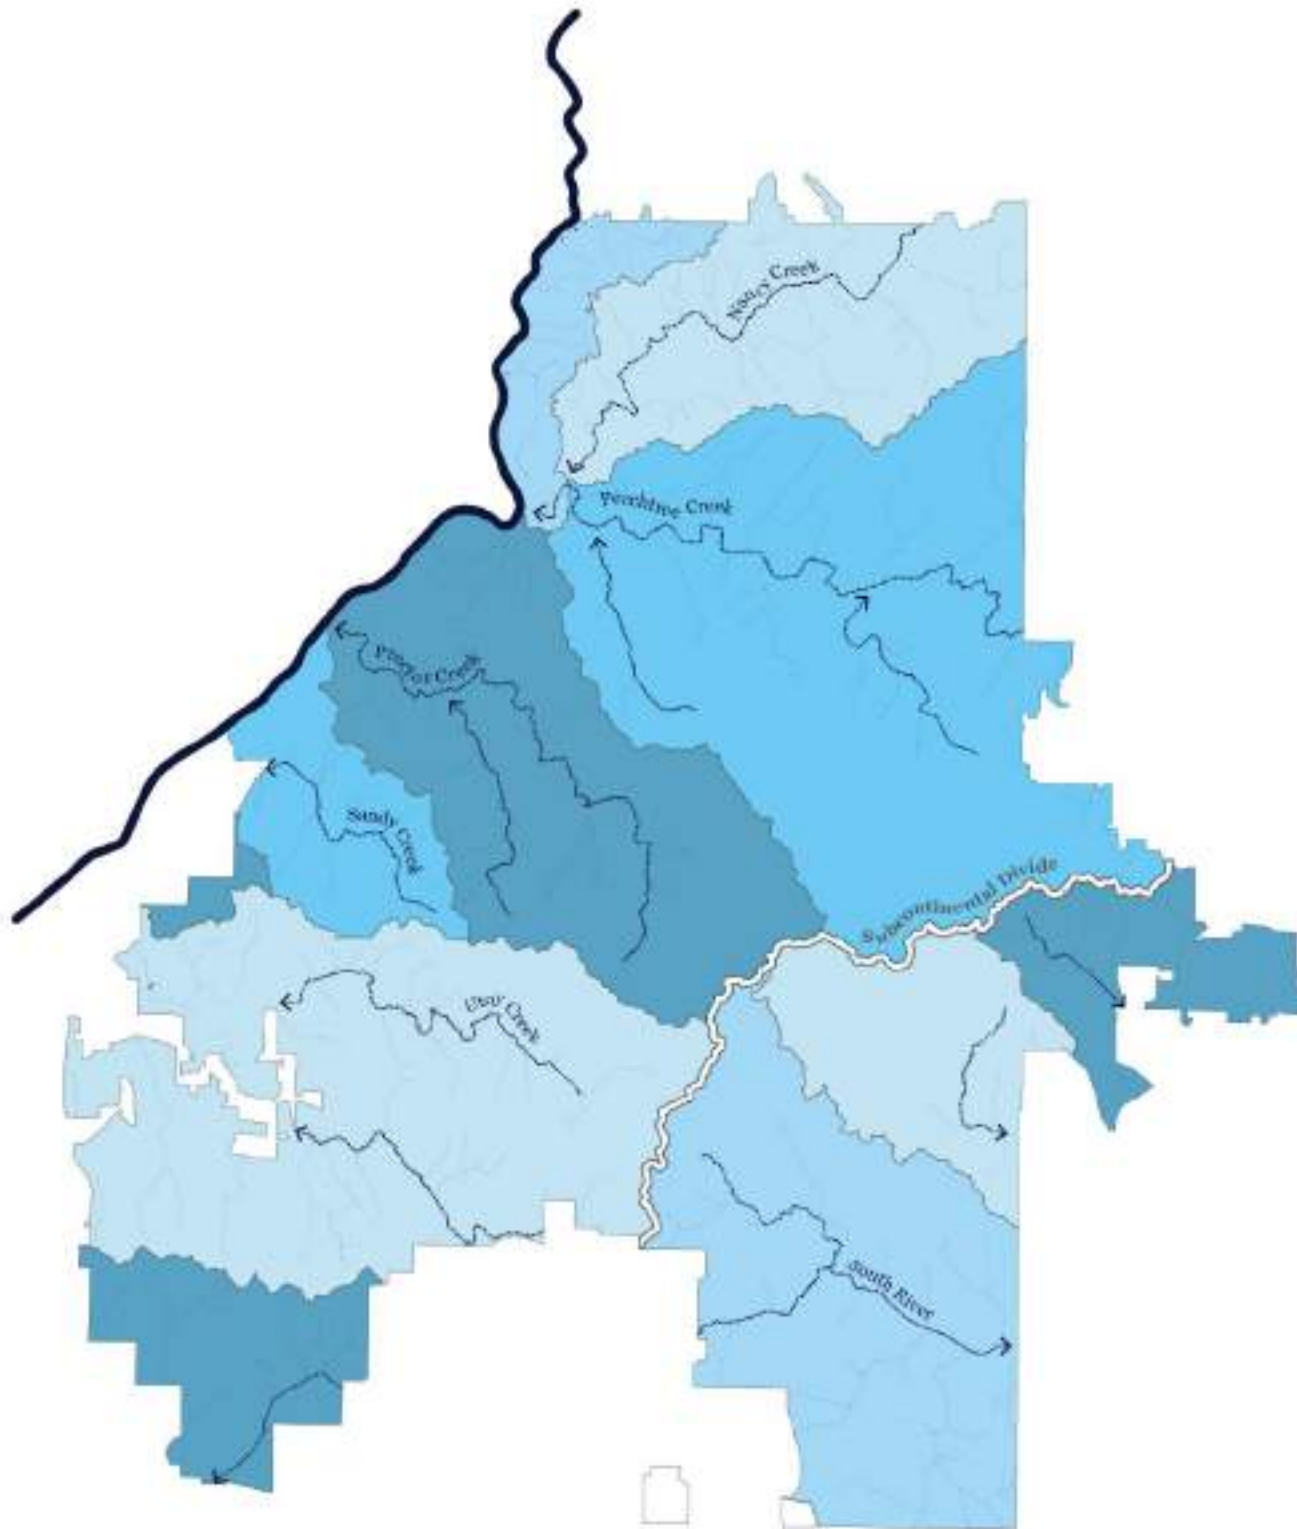 Nancy Creek
Peachtree Creek
Proctor Creek
Sandy Creek
Subcontinental Divide
Utoy Creek
South River